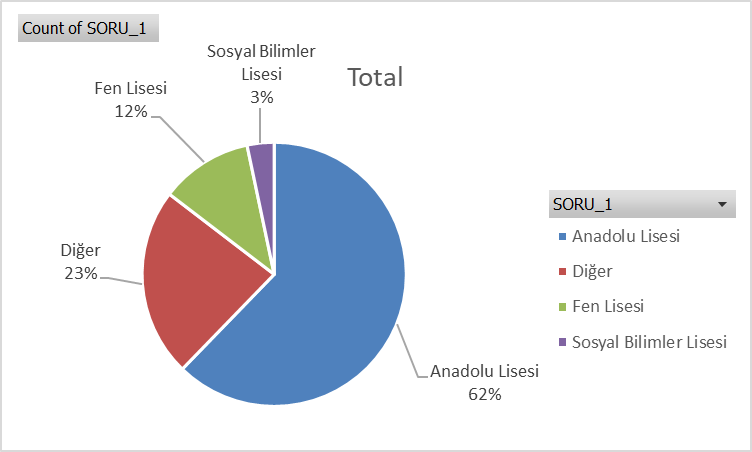 Count of SORU_1
Total
Sosyal Bilimler
Lisesi
3%
Fen Lisesi
12%
Diğer
23%
Anadolu Lisesi
62%
SORU_1
Anadolu Lisesi
Diğer
Fen Lisesi
Sosyal Bilimler Lisesi